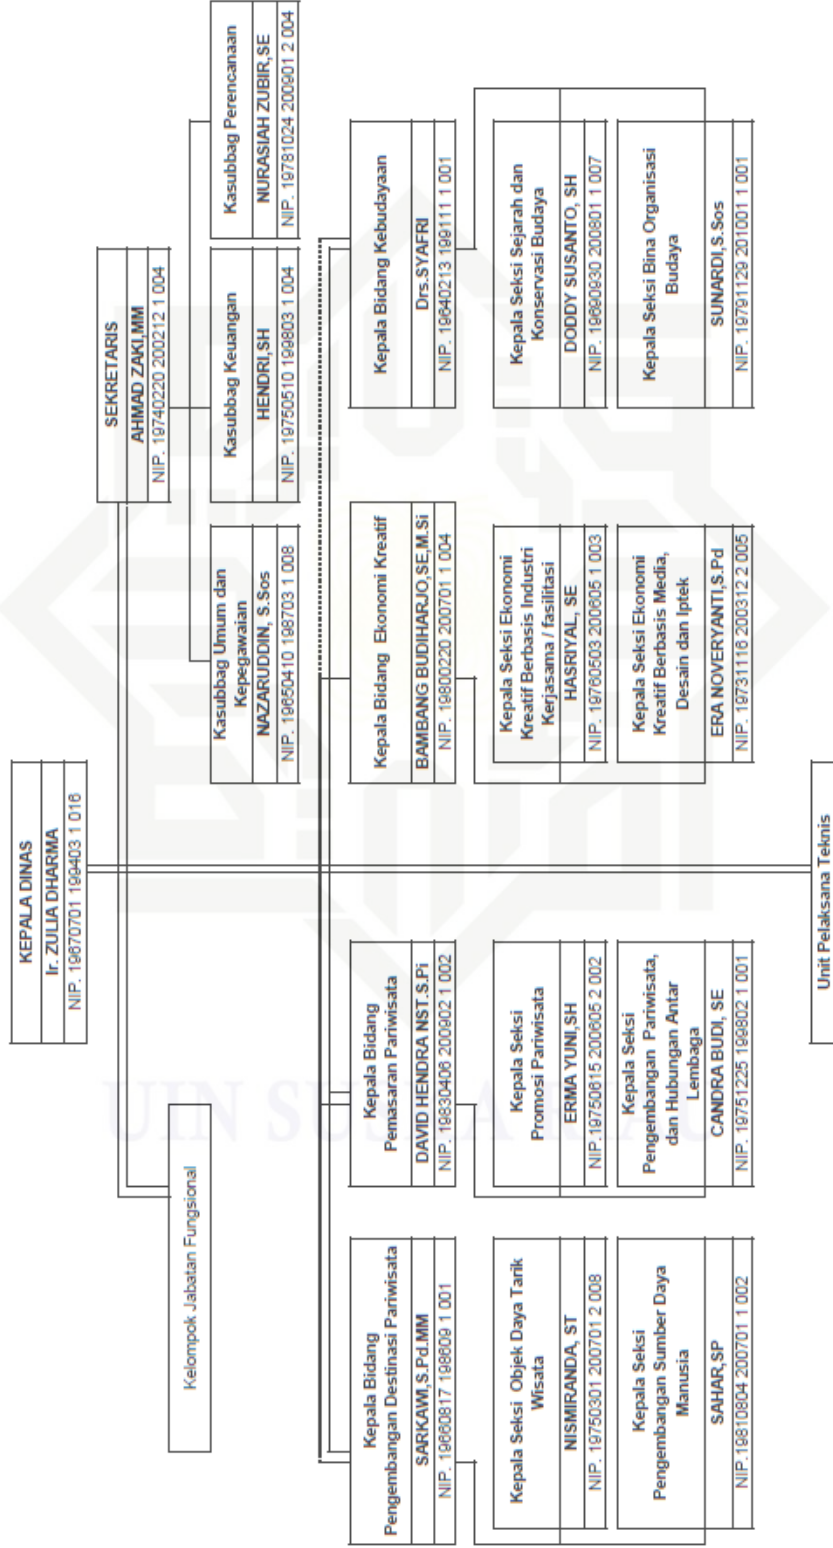 KEPALA DINAS
Ir. ZULIA DHARMA
NIP. 19670701 199403 1 016
Kelompok Jabatan Fungsional
SEKRETARIS
AHMAD ZAKI,MM
NIP. 19740220 200212 1 004
Kasubbag Umum dan
Kepegawaian
NAZARUDDIN, S.Sos
NIP. 19650410 198703 1 008
Kasubbag Keuangan
HENDRI,SH
NIP. 19750510 199803 1 004
Kasubbag Perencanaan
NURASIAH ZUBIR,SE
NIP. 19781024 200901 2 004
Kepala Bidang
Pengembangan Destinasi Pariwisata
SARKAWI,S.Pd.MM
NIP. 19660817 198609 1 001
Kepala Bidang
Pemasaran Pariwisata
DAVID HENDRA NST.S.Pi
NIP. 19830406 200902 1 002
Kepala Bidang Ekonomi Kreatif
BAMBANG BUDIHARJO,SE,M.Si
NIP. 19800220 200701 1 004
Kepala Bidang Kebudayaan
Drs.SYAFRI
NIP. 19640213 199111 1 001
Kepala Seksi Objek Daya Tarik
Wisata
NISMIRANDA, ST
NIP. 19750301 200701 2 008
Kepala Seksi
Promosi Pariwisata
ERMA YUNI,SH
NIP.19750615 200605 2 002
Kepala Seksi Ekonomi
Kreatif Berbasis Industri
Kerjasama / fasilitasi
HASRIYAL, SE
NIP. 19760503 200605 1 003
Kepala Seksi Sejarah dan
Konservasi Budaya
DODDY SUSANTO, SH
NIP. 19690930 200801 1 007
Kepala Seksi
Pengembangan Sumber Daya
Manusia
SAHAR,SP
NIP.19810804 200701 1 002
Kepala Seksi
Pengembangan Pariwisata,
dan Hubungan Antar
Lembaga
CANDRA BUDI, SE
NIP. 19751225 199802 1 001
Kepala Seksi Ekonomi
Kreatif Berbasis Media,
Desain dan Iptek
ERA NOVERYANTI,S.Pd
NIP. 19731116 200312 2 005
Kepala Seksi Bina Organisasi
Budaya
SUNARDI,S.Sos
NIP. 19791129 201001 1 001
Unit Pelaksana Teknis
UIN SUSKA RIAU